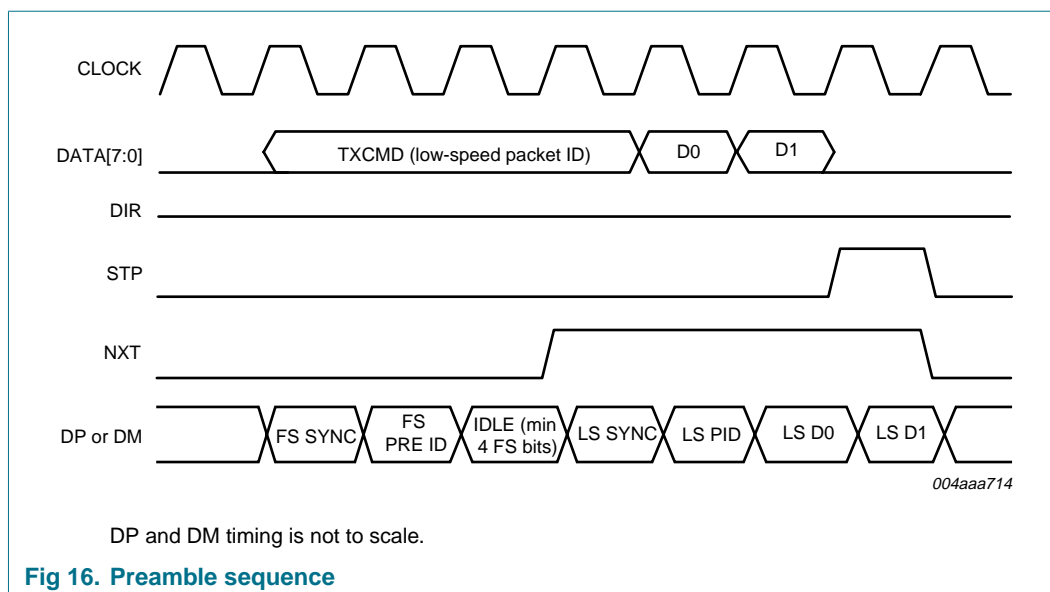 CLOCK
DATA[7:0]
TXCMD (low-speed packet ID)
D0
D1
DIR
STP
NXT
DP or DM
FS SYNC
FS
PRE ID
IDLE (min
4 FS bits)
LS SYNC
LS PID
LS D0
LS D1
004aaa714
DP and DM timing is not to scale.
Fig 16. Preamble sequence